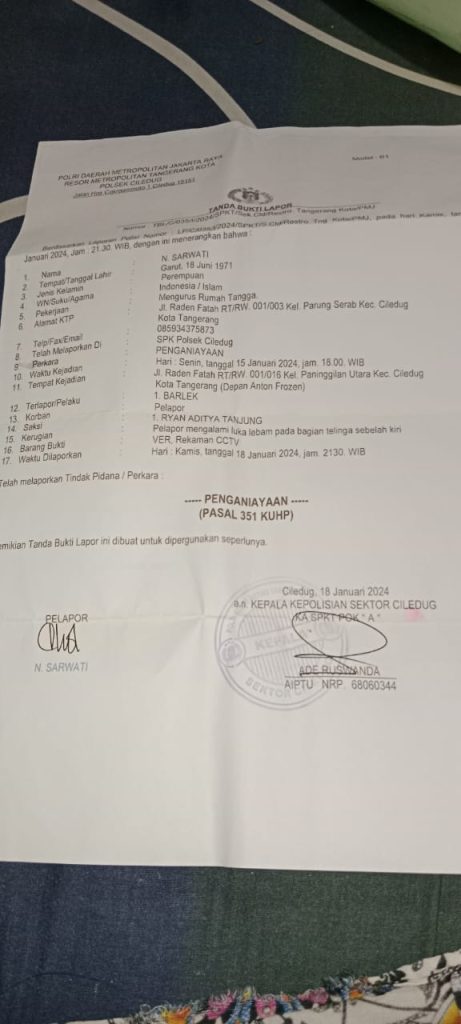 Model : B1
POLRI DAERAH METROPOLITAN JAKARTA RAYA
RESOR METROPOLITAN TANGERANG KOTA
POLSEK CILEDUG
TANDA BUKTI LAPOR
Berdasarkan Laporan Polisi Nomor : pada hari Kamis,
Januari 2024, Jam : 21.30. WIB, dengan ini menerangkan bahwa :
1. Nama : N. SARWATI
2. Tempat/Tanggal Lahir : Garut, 18 Juni 1971
3. Jenis Kelamin : Perempuan
4. WN/Suku/Agama : Indonesia / Islam
5. Pekerjaan : Mengurus Rumah Tangga.
6. Alamat KTP : Jl. Raden Fatah RT/RW. 001/003 Kel. Parung Serab Kec. Ciledug
Kota Tangerang
7. Telp/Fax/Email : 085934375873
8. Telah Melaporkan Di : SPK Polsek Ciledug
9 Perkara : PENGANIAYAAN
10. Waktu Kejadian : Hari : Senin, tanggal 15 Januari 2024, jam. 18.00. WIB
11. Tempat Kejadian : Jl. Raden Fatah RT/RW. 001/016 Kel. Paninggilan Utara Kec. Ciledug
Kota Tangerang (Depan Anton Frozen)
12. Terlapor/Pelaku : 1. BARLEK
13. Korban : Pelapor
14. Saksi : 1. RYAN ADITYA TANJUNG
15. Kerugian : Pelapor mengalami luka lebam pada bagian telinga sebelah kiri
16. Barang Bukti : VER, Rekaman CCTV
17. Waktu Dilaporkan : Hari : Kamis, tanggal 18 Januari 2024, jam. 2130. WIB
Telah melaporkan Tindak Pidana / Perkara :
----- PENGANIAYAAN -----
(PASAL 351 KUHP)
emikian Tanda Bukti Lapor ini dibuat untuk dipergunakan seperlunya.
Ciledug, 18 Januari 2024
a.n. KEPALA KEPOLISIAN SEKTOR CILEDUG
KA SPKT POK " A "
PELAPOR
N. SARWATI
ADE RUSWANDA
AIPTU NRP. 68060344